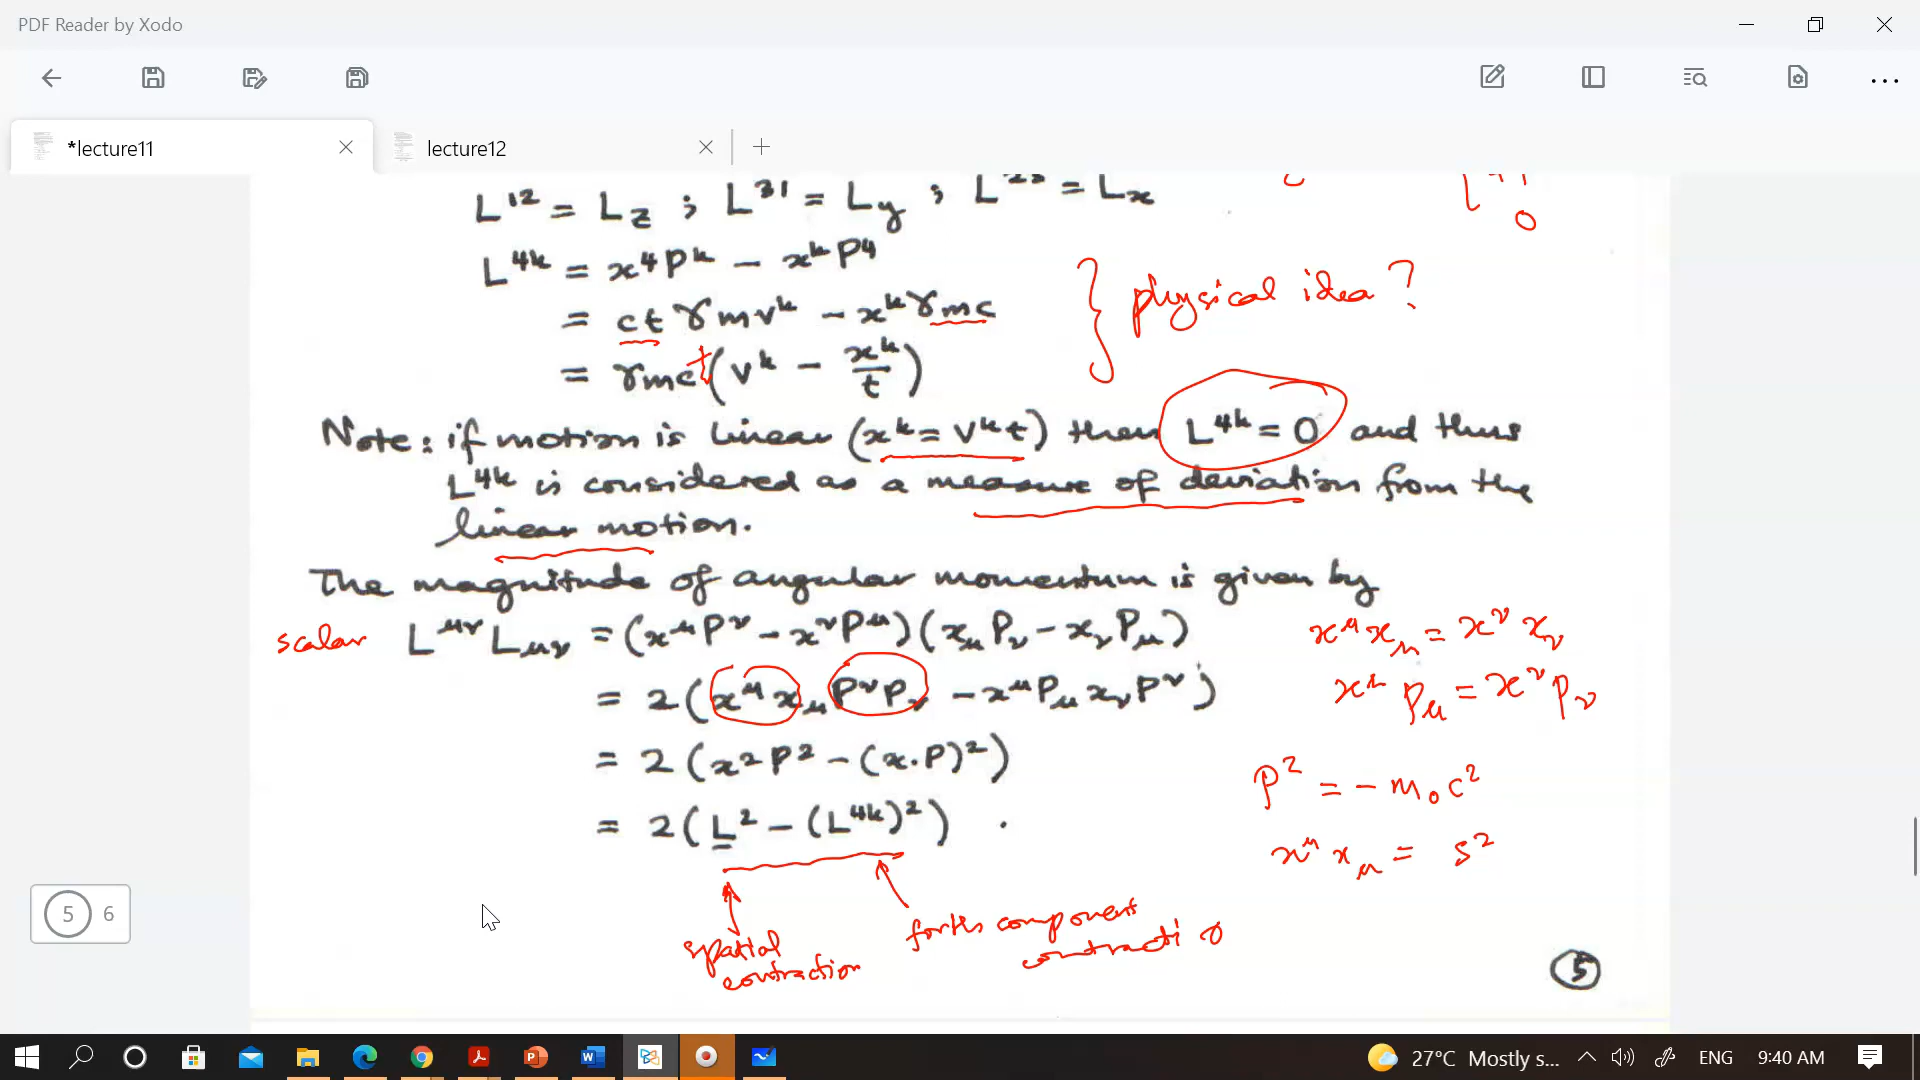 PDF Reader by Xodo
*lecture11
lecture12
L¹² = L_z ; L³¹ = L_y ; L²³ = L_x
0
L⁴ᵏ = x⁴Pᵏ − xᵏP⁴
= ct γmvᵏ − xᵏγmc
= γmct(vᵏ − xᵏ/t)
} physical idea ?
Note: if motion is linear (xᵏ = vᵏt) then L⁴ᵏ = 0 and thus
L⁴ᵏ is considered as a measure of deviation from the
linear motion.
The magnitude of angular momentum is given by
scalar L^μν L_μν = (x^μ P^ν − x^ν P^μ)(x_μ P_ν − x_ν P_μ)
x^μ x_μ = x^ν x_ν
= 2(x^μ x_μ P^ν P_ν − x^μ P_μ x_ν P^ν)
x^μ P_μ = x^ν P_ν
= 2(x²P² − (x.P)²)
P² = − m₀c²
= 2(L² − (L⁴ᵏ)²) .
x^μ x_μ = s²
spatial
contraction
forth component
5 6
5
27°C Mostly s...
ENG
9:40 AM